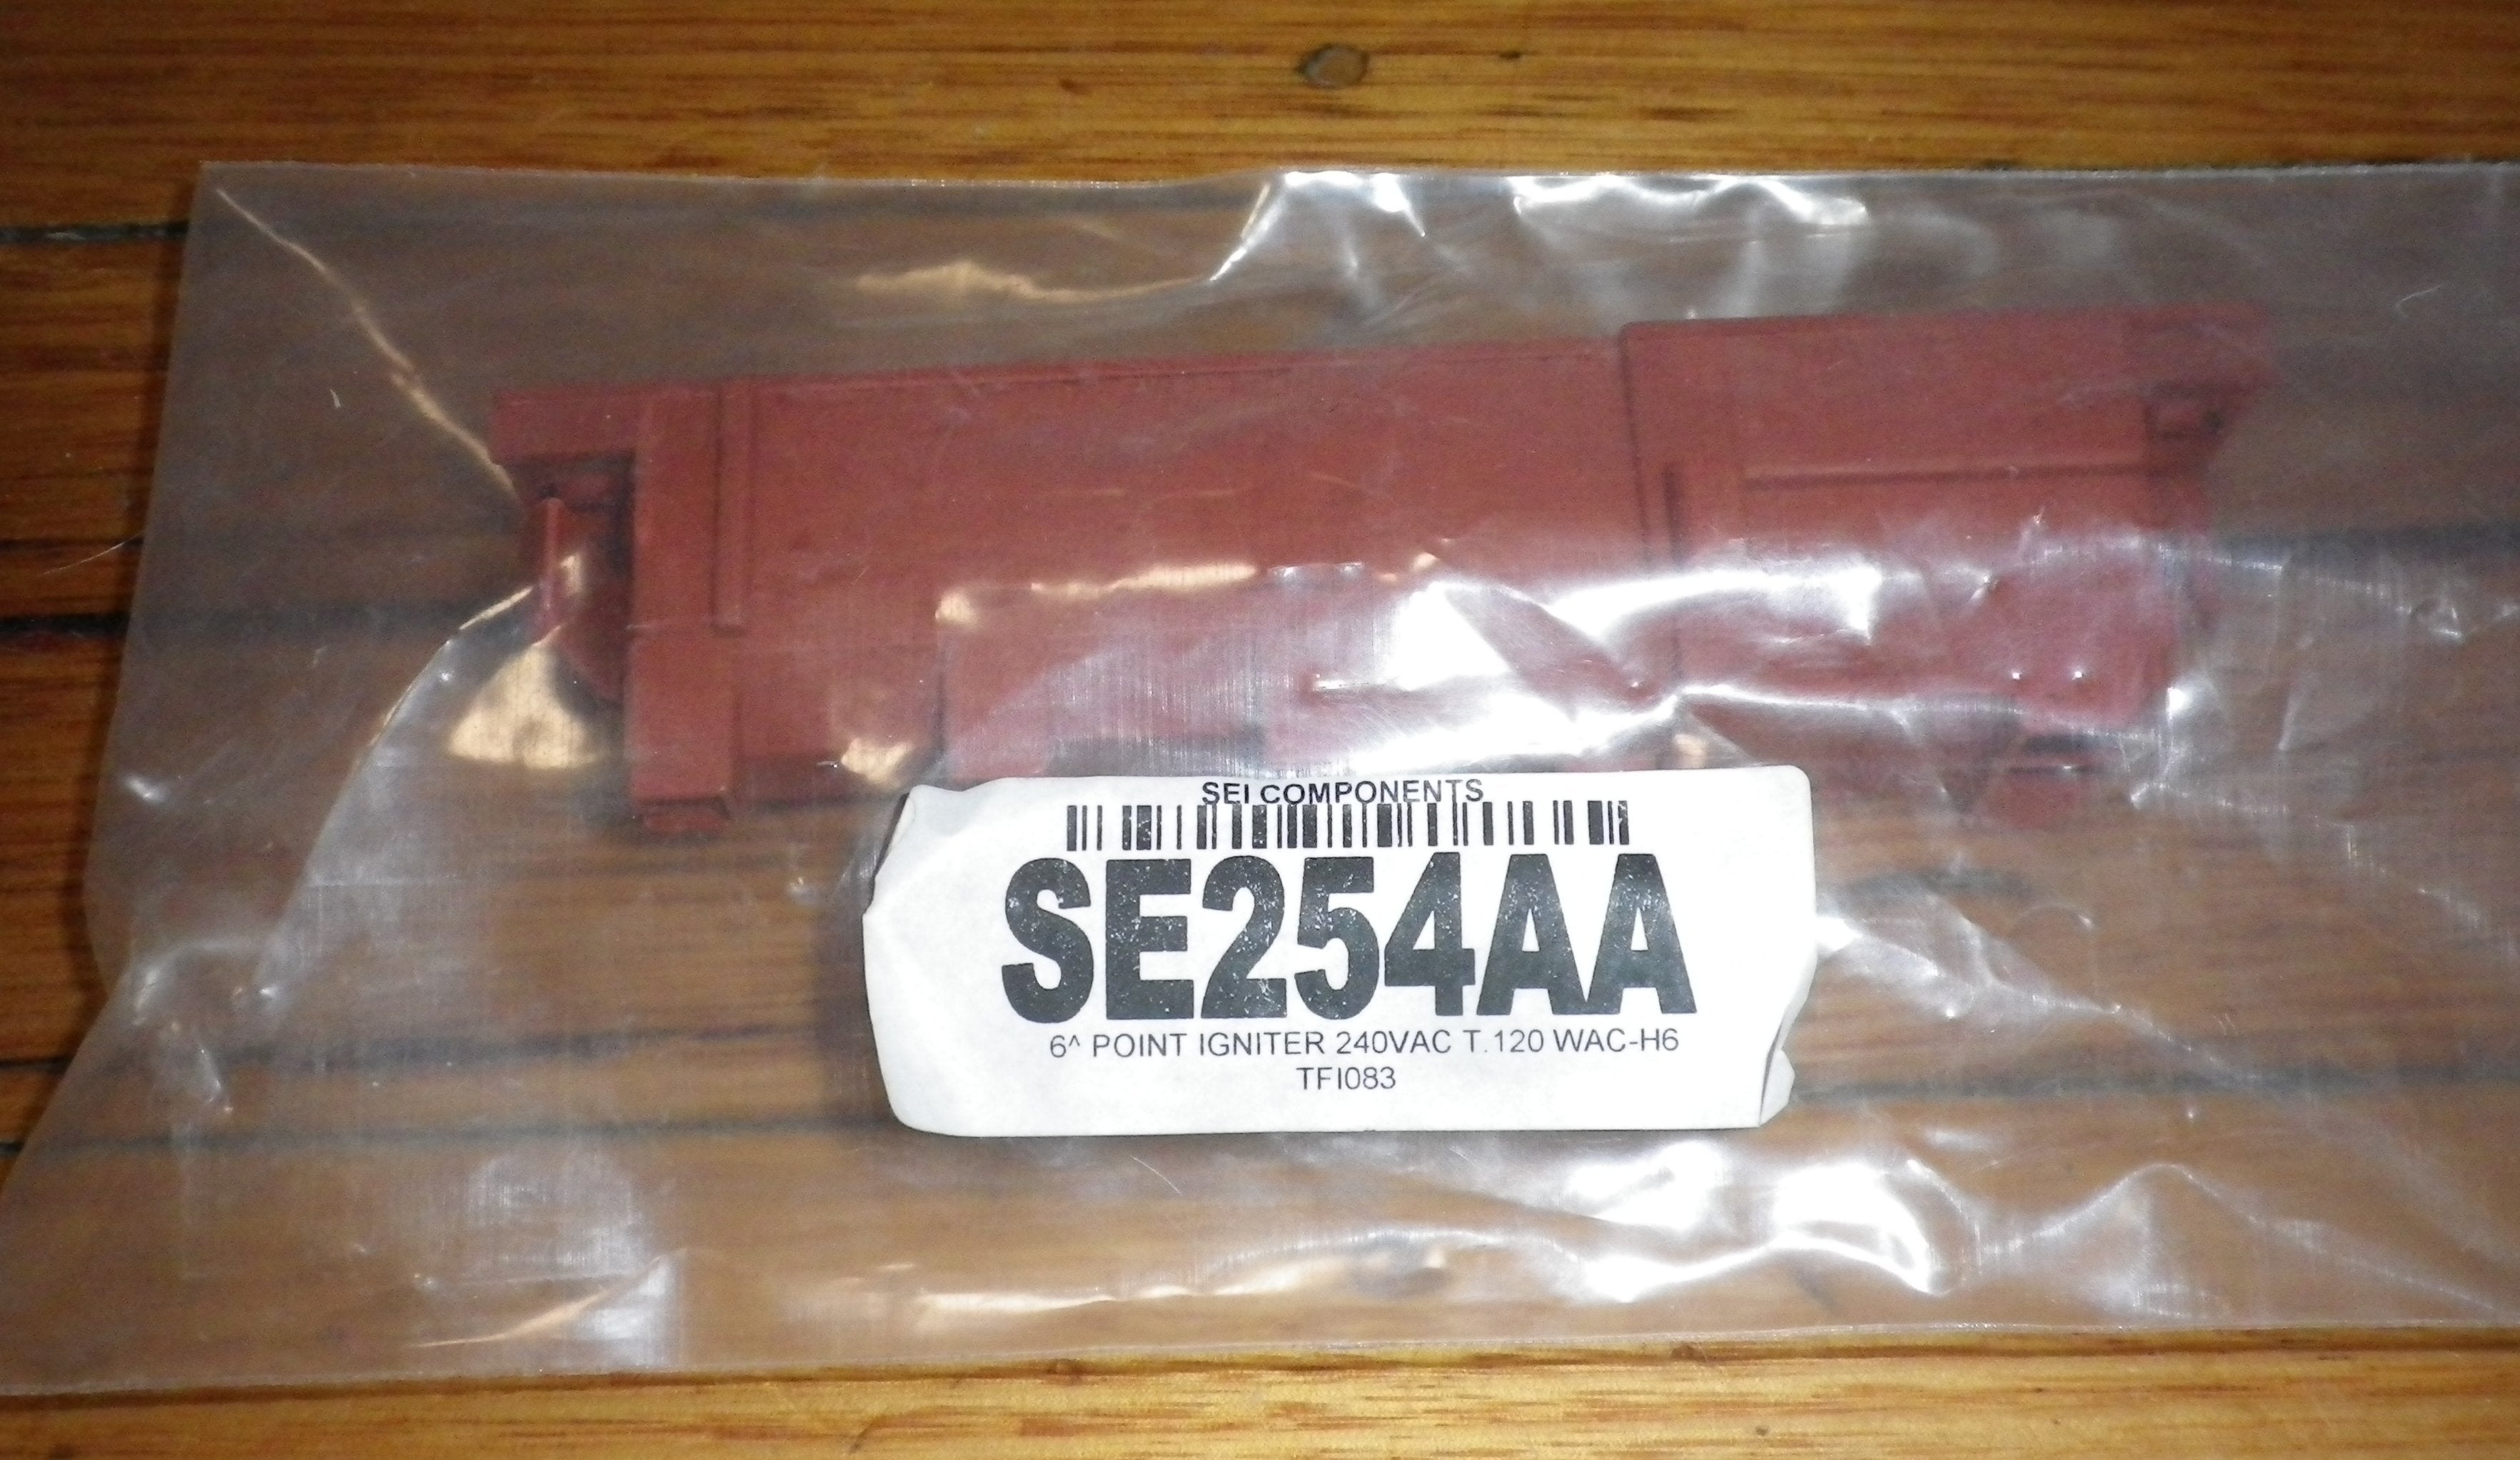 SEI COMPONENTS
SE254AA
6^ POINT IGNITER 240VAC T.120 WAC-H6
TFI083